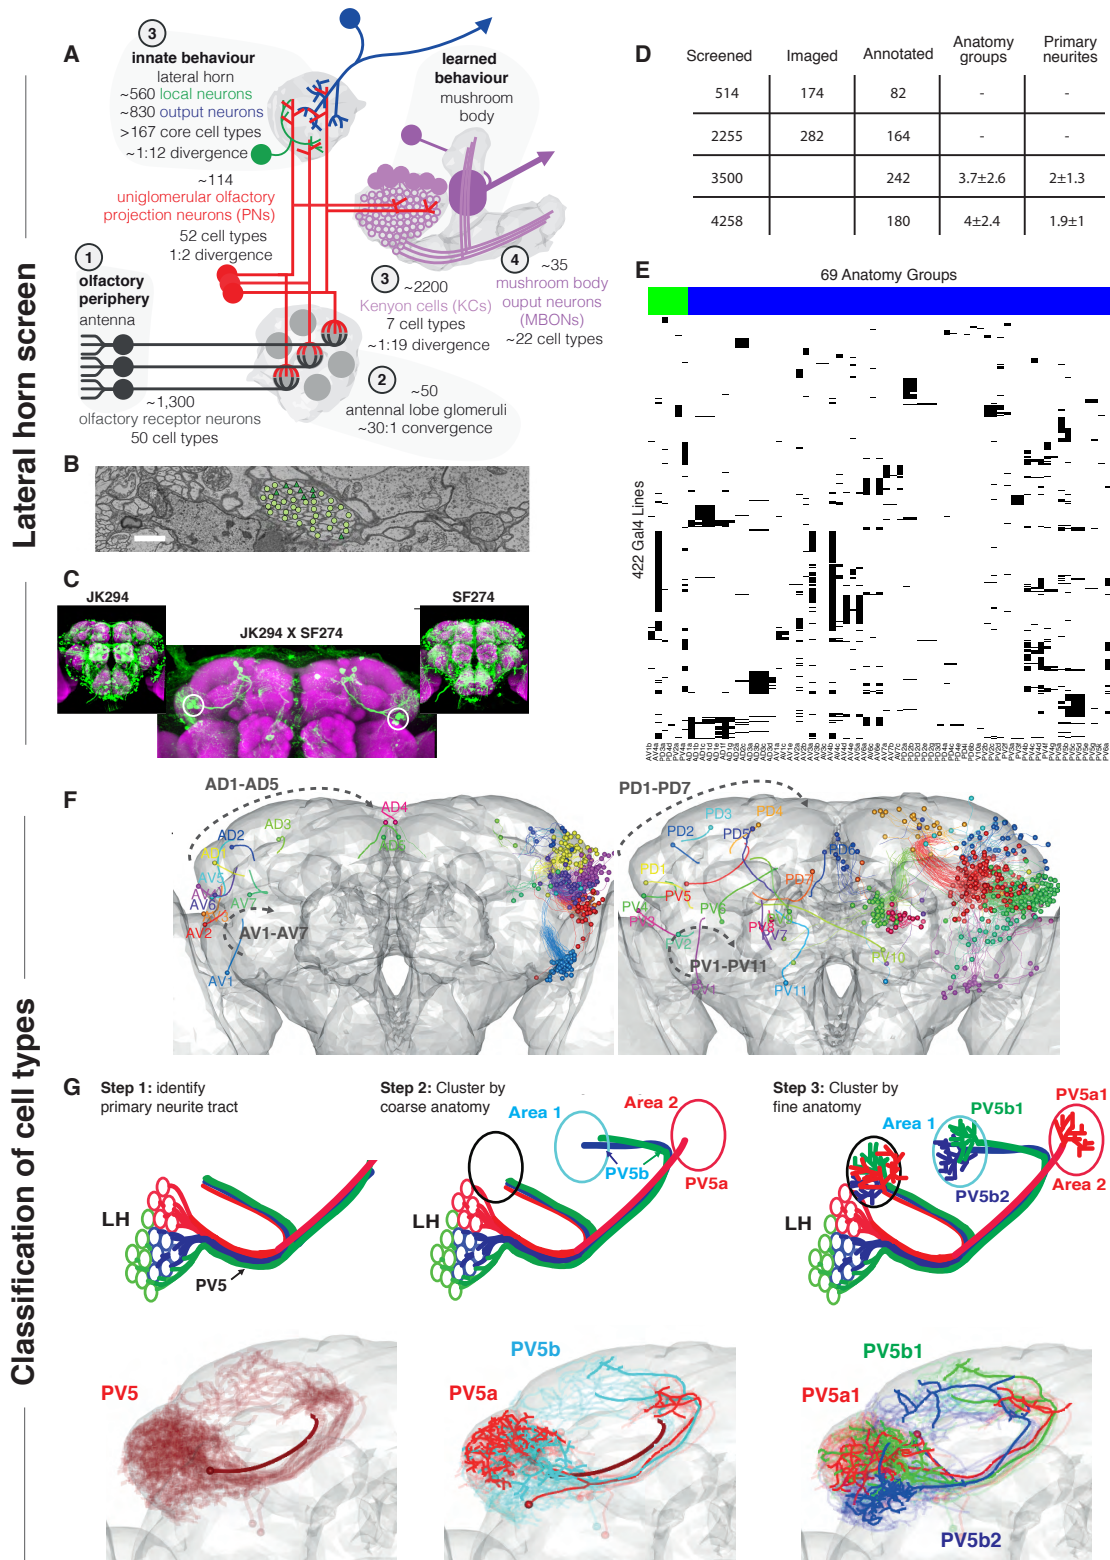 Lateral horn screen
Classification of cell types
A
3
innate behaviour
lateral horn
~560 local neurons
~830 output neurons
>167 core cell types
~1:12 divergence
learned
behaviour
mushroom
body
~114
uniglomerular olfactory
projection neurons (PNs)
52 cell types
1:2 divergence
1
olfactory
periphery
antenna
~1,300
olfactory receptor neurons
50 cell types
3
~2200
Kenyon cells (KCs)
7 cell types
~1:19 divergence
4
~35
mushroom body
ouput neurons
(MBONs)
~22 cell types
2
~50
antennal lobe glomeruli
~30:1 convergence
B
C
JK294
JK294 X SF274
SF274
D
Screened Imaged Annotated Anatomy groups Primary neurites
514 174 82 - -
2255 282 164 - -
3500 242 3.7±2.6 2±1.3
4258 180 4±2.4 1.9±1
E
69 Anatomy Groups
422 Gal4 Lines
F
AD1-AD5
AD4
AD2
AD3
AV5
AV6
AV7
AV2
AV1-AV7
AV1
PD1-PD7
PD3
PD4
PD2
PD5
PD6
PD1
PV5
PD7
PV4
PV6
PV3
PV8
PV2
PV7
PV10
PV1-PV11
PV1
PV11
G
Step 1: identify
primary neurite tract
LH
PV5
Step 2: Cluster by
coarse anatomy
Area 1
Area 2
PV5b
PV5a
LH
Step 3: Cluster by
fine anatomy
PV5a1
PV5b1
Area 1
PV5b2
Area 2
LH
PV5
PV5b
PV5a
PV5b1
PV5a1
PV5b2